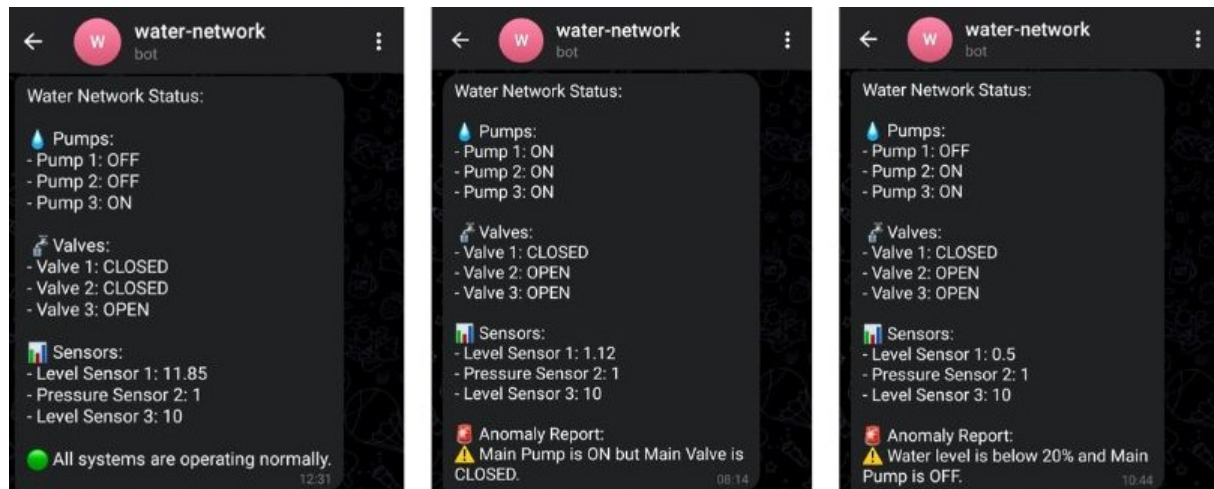 W
water-network
bot
Water Network Status:
💧 Pumps:
- Pump 1: OFF
- Pump 2: OFF
- Pump 3: ON
🚰 Valves:
- Valve 1: CLOSED
- Valve 2: CLOSED
- Valve 3: OPEN
📊 Sensors:
- Level Sensor 1: 11.85
- Pressure Sensor 2: 1
- Level Sensor 3: 10
🟢 All systems are operating normally.
12:31
W
water-network
bot
Water Network Status:
💧 Pumps:
- Pump 1: ON
- Pump 2: ON
- Pump 3: ON
🚰 Valves:
- Valve 1: CLOSED
- Valve 2: OPEN
- Valve 3: OPEN
📊 Sensors:
- Level Sensor 1: 1.12
- Pressure Sensor 2: 1
- Level Sensor 3: 10
🚨 Anomaly Report:
⚠️ Main Pump is ON but Main Valve is
CLOSED.
08:14
W
water-network
bot
Water Network Status:
💧 Pumps:
- Pump 1: OFF
- Pump 2: ON
- Pump 3: ON
🚰 Valves:
- Valve 1: CLOSED
- Valve 2: OPEN
- Valve 3: OPEN
📊 Sensors:
- Level Sensor 1: 0.5
- Pressure Sensor 2: 1
- Level Sensor 3: 10
🚨 Anomaly Report:
⚠️ Water level is below 20% and Main
Pump is OFF.
10:44